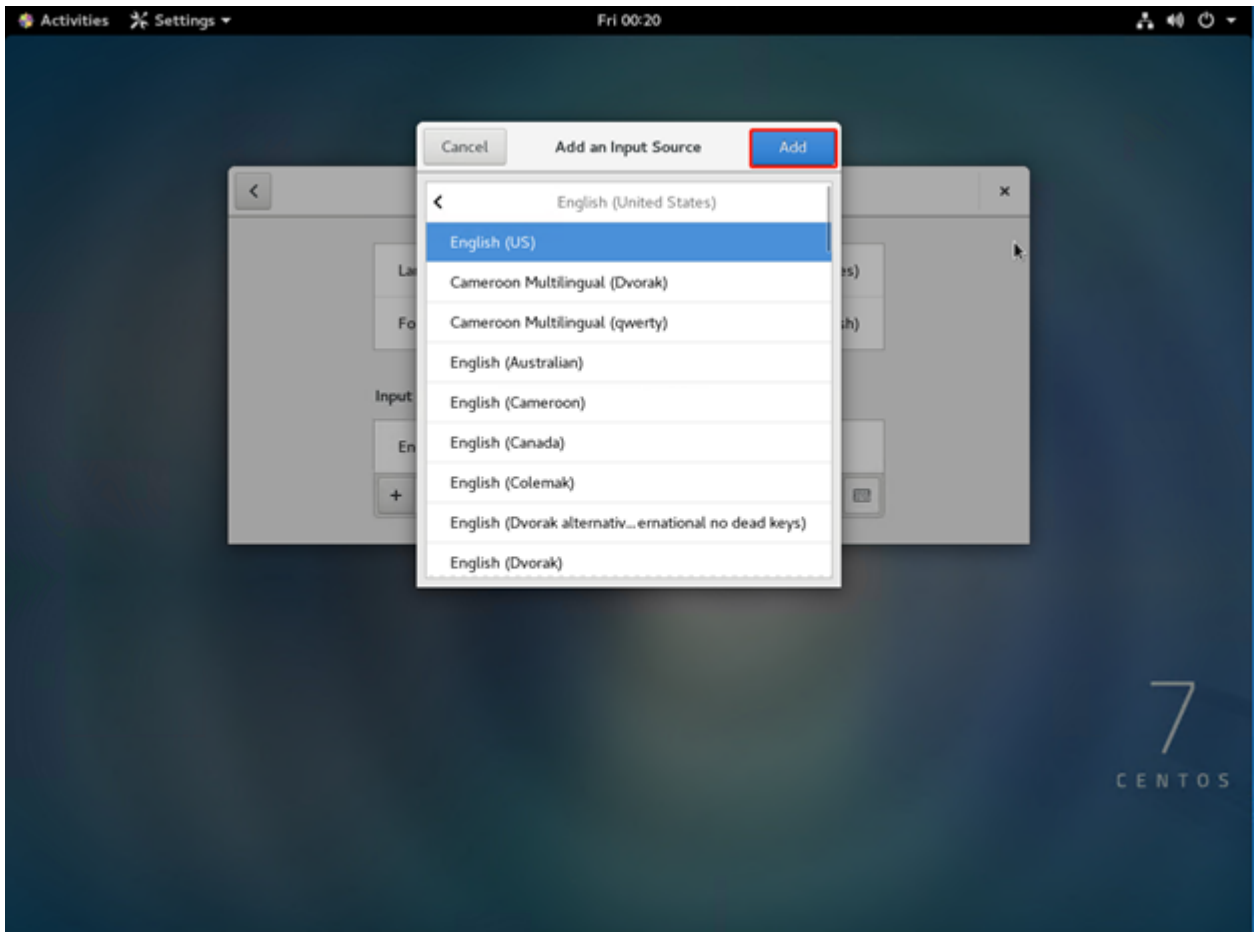 Activities Settings Fri 00:20
Cancel Add an Input Source Add
English (United States)
English (US)
Cameroon Multilingual (Dvorak)
Cameroon Multilingual (qwerty)
English (Australian)
Input
English (Cameroon)
English (Canada)
English (Colemak)
+
English (Dvorak alternativ...ernational no dead keys)
English (Dvorak)
7
CENTOS